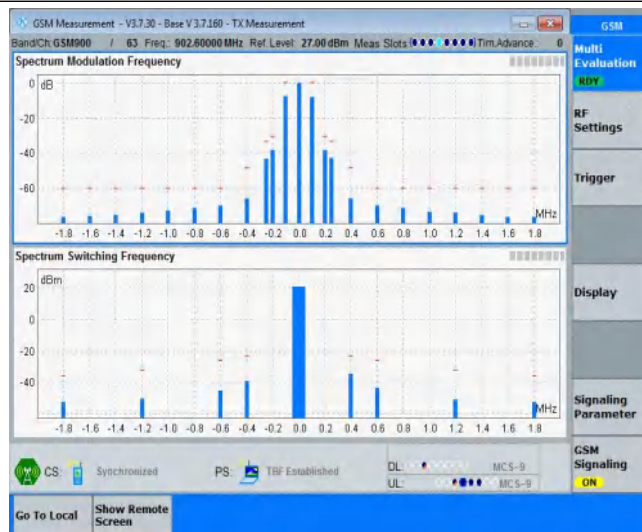 GSM Measurement - V3.7.30 - Base V 3.7.160 - TX Measurement
GSM
Band/Ch: GSM900 / 63 Freq.: 902.60000 MHz Ref. Level: 27.00 dBm Meas Slots ( ) Tim.Advance: 0
Multi
Evaluation
RDY
Spectrum Modulation Frequency
dB
0
-20
-40
-60
MHz
-1.8 -1.6 -1.4 -1.2 -1.0 -0.8 -0.6 -0.4 -0.2 0.0 0.2 0.4 0.6 0.8 1.0 1.2 1.4 1.6 1.8
RF
Settings
Trigger
Spectrum Switching Frequency
dBm
20
0
-20
-40
MHz
-1.8 -1.6 -1.4 -1.2 -1.0 -0.8 -0.6 -0.4 -0.2 0.0 0.2 0.4 0.6 0.8 1.0 1.2 1.4 1.6 1.8
Display
Signaling
Parameter
GSM
Signaling
ON
CS: Synchronized PS: TBF Established DL: MCS-9
UL: MCS-9
Go To Local
Show Remote
Screen